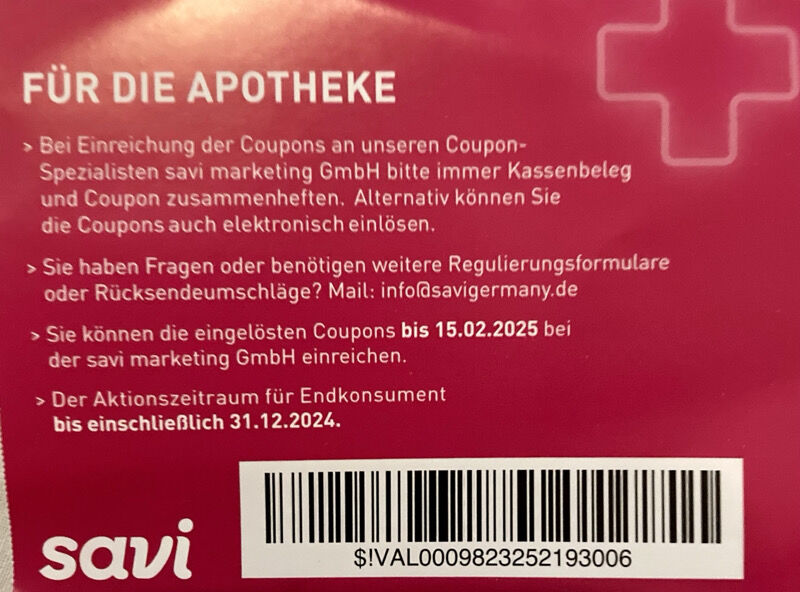 FÜR DIE APOTHEKE
> Bei Einreichung der Coupons an unseren Coupon-
Spezialisten savi marketing GmbH bitte immer Kassenbeleg
und Coupon zusammenheften. Alternativ können Sie
die Coupons auch elektronisch einlösen.
> Sie haben Fragen oder benötigen weitere Regulierungsformulare
oder Rücksendeumschläge? Mail: info@savigermany.de
> Sie können die eingelösten Coupons bis 15.02.2025 bei
der savi marketing GmbH einreichen.
> Der Aktionszeitraum für Endkonsument
bis einschließlich 31.12.2024.
savi
$!VAL0009823252193006